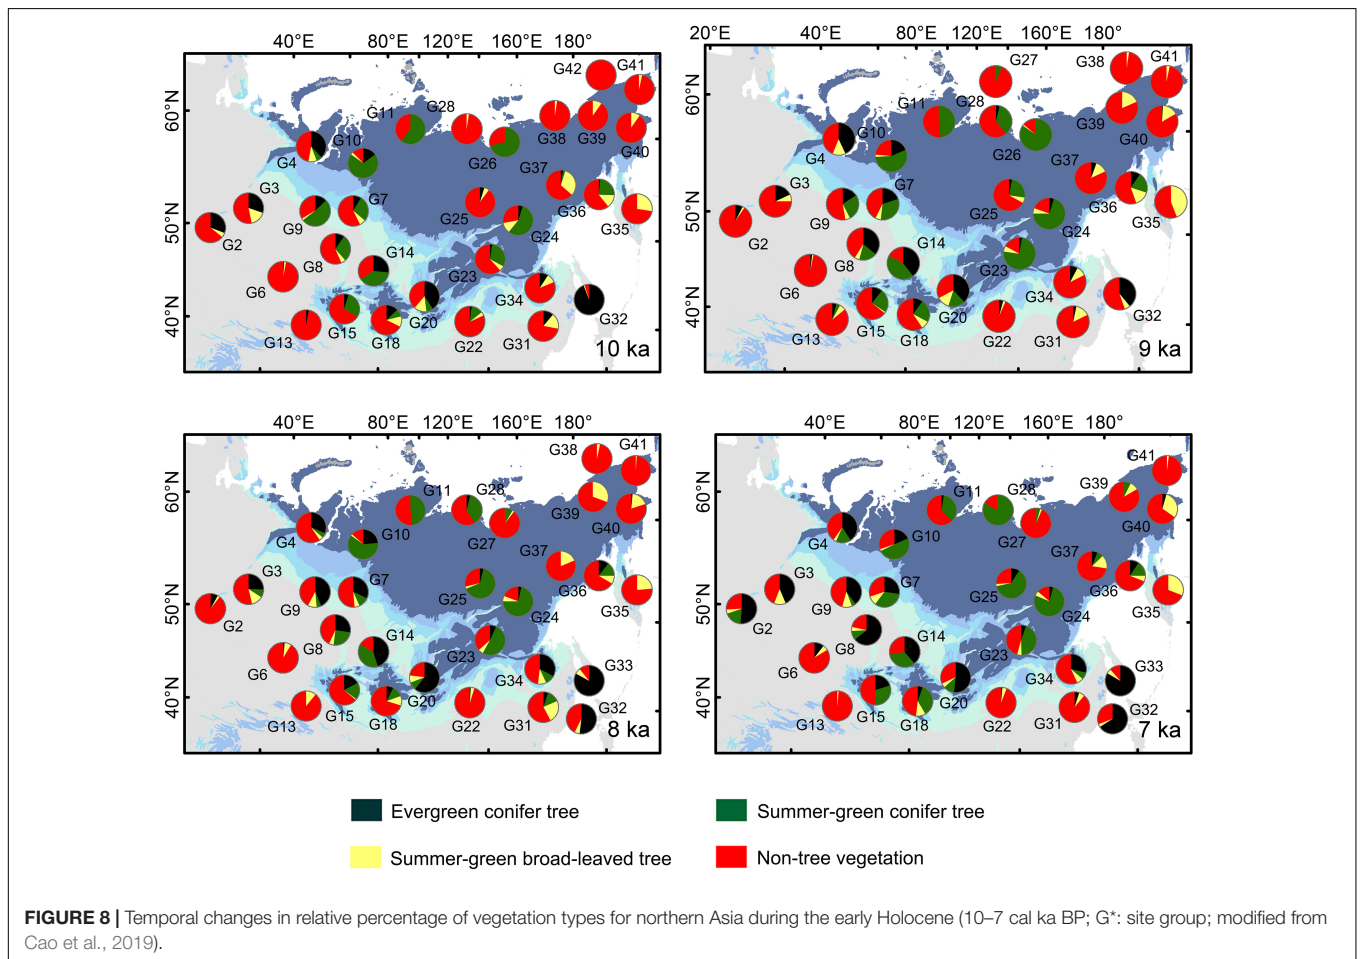 40°E 80°E 120°E 160°E 180°
60°N
50°N
40°N
G42 G41
G11 G28
G10
G4
G38 G39
G40
G26
G37
G3
G7
G25
G36
G35
G2
G9
G24
G8
G14
G23
G6
G34
G32
G13
G15
G18
G20
G22
G31
10 ka
20°E 40°E 80°E 120°E 160°E 180°
60°N
50°N
40°N
G27
G38
G41
G11 G28
G10
G39
G40
G4
G26
G37
G3
G7
G25
G36
G35
G2
G9
G24
G8
G14
G23
G6
G34
G32
G13
G15
G18
G20
G22
G31
9 ka
40°E 80°E 120°E 160°E 180°
60°N
50°N
40°N
G38 G41
G11 G28
G39
G40
G4
G10
G27
G37
G3
G7
G25
G36
G35
G2
G9
G24
G8
G14
G23
G6
G34
G33
G13
G15
G18
G20
G22
G31
G32
8 ka
40°E 80°E 120°E 160°E 180°
60°N
50°N
40°N
G41
G11 G28
G39
G40
G4
G10
G27
G37
G3
G7
G25
G36
G35
G2
G9
G24
G8
G14
G23
G6
G34
G33
G13
G15
G18
G20
G22
G31
G32
7 ka
Evergreen conifer tree
Summer-green conifer tree
Summer-green broad-leaved tree
Non-tree vegetation
FIGURE 8 | Temporal changes in relative percentage of vegetation types for northern Asia during the early Holocene (10–7 cal ka BP; G*: site group; modified from
Cao et al., 2019).